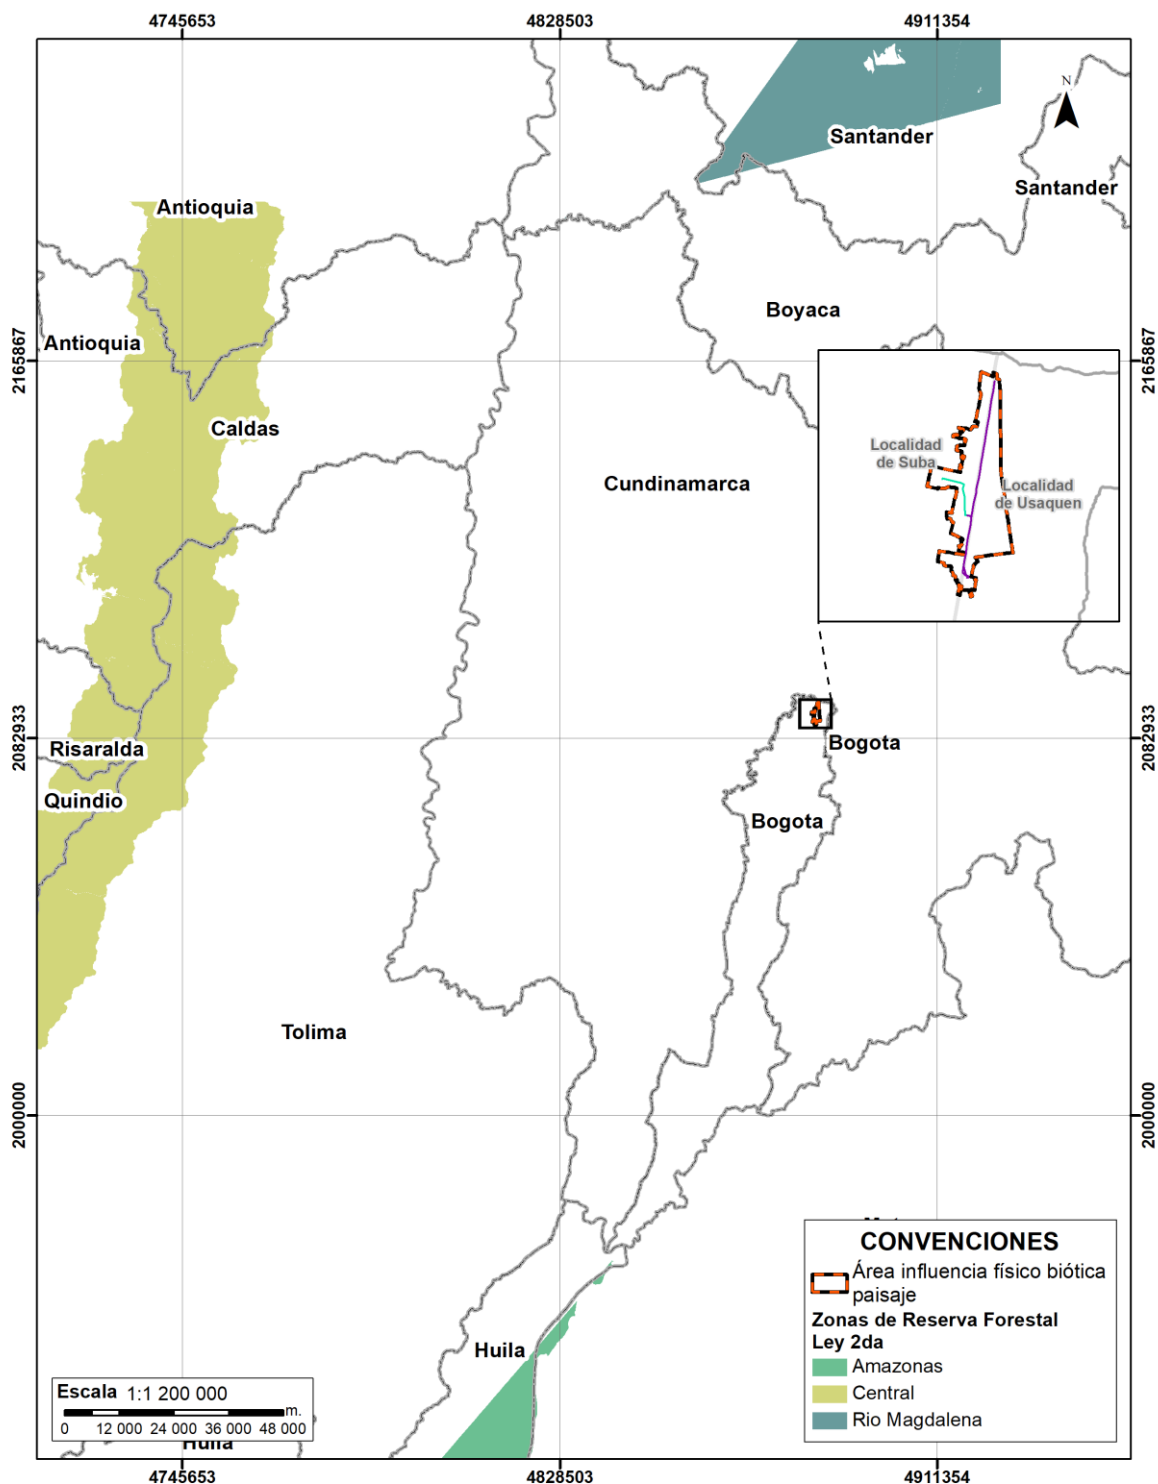 4745653
4828503
4911354
N
Santander
Santander
Antioquia
Boyaca
Antioquia
2165867
2165867
Caldas
Localidad
de Suba
Localidad
de Usaquen
Cundinamarca
2082933
2082933
Risaralda
Bogota
Quindio
Bogota
Tolima
2000000
2000000
CONVENCIONES
Área influencia físico biótica
paisaje
Zonas de Reserva Forestal
Ley 2da
Amazonas
Central
Rio Magdalena
Huila
Escala 1:1 200 000
m.
0 12 000 24 000 36 000 48 000
Huila
4745653
4828503
4911354